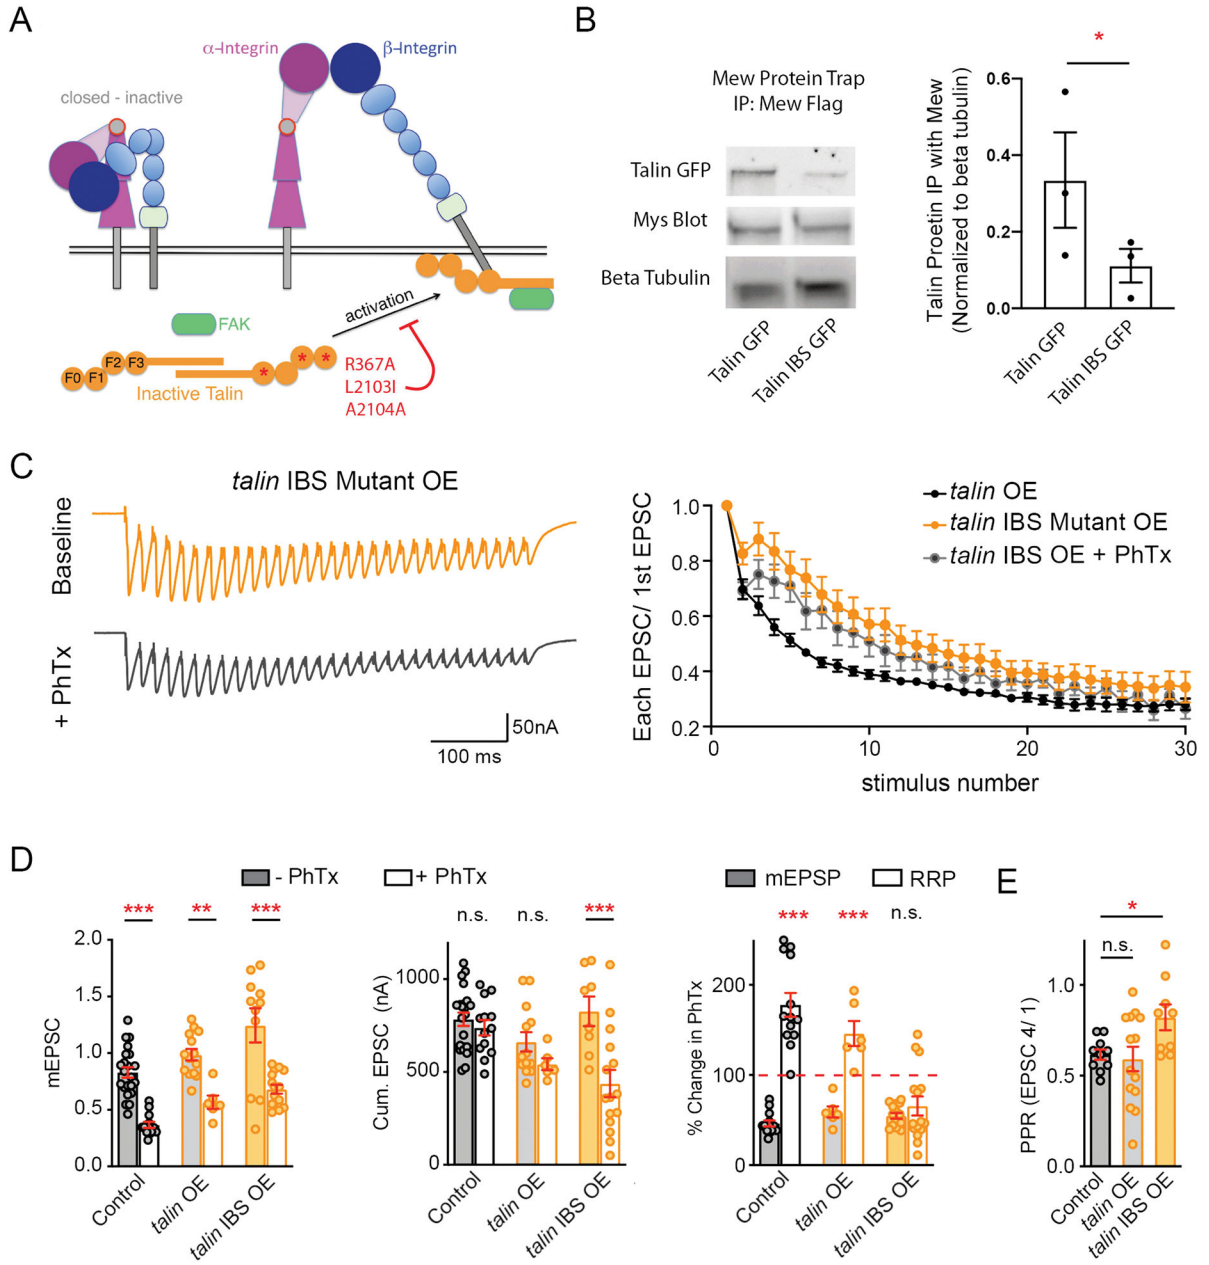 A
α-Integrin
β-Integrin
closed - inactive
activation
FAK
F0 F1 F2 F3
Inactive Talin
* * *
R367A
L2103I
A2104A
B
Mew Protein Trap
IP: Mew Flag
Talin GFP
Mys Blot
Beta Tubulin
Talin GFP
Talin IBS GFP
*
Talin Proetin IP with Mew
(Normalized to beta tubulin)
0.6
0.4
0.2
0.0
Talin GFP
Talin IBS GFP
C
talin IBS Mutant OE
Baseline
+ PhTx
50nA
100 ms
Each EPSC/ 1st EPSC
1.0
0.8
0.6
0.4
0.2
0 10 20 30
stimulus number
talin OE
talin IBS Mutant OE
talin IBS OE + PhTx
D
- PhTx
+ PhTx
*** ** ***
mEPSC
2.0
1.5
1.0
0.5
0.0
Control
talin OE
talin IBS OE
n.s. n.s. ***
Cum. EPSC (nA)
1000
500
0
Control
talin OE
talin IBS OE
mEPSP
RRP
*** *** n.s.
% Change in PhTx
200
100
0
Control
talin OE
talin IBS OE
E
*
n.s.
PPR (EPSC 4/ 1)
1.0
0.5
0.0
Control
talin OE
talin IBS OE